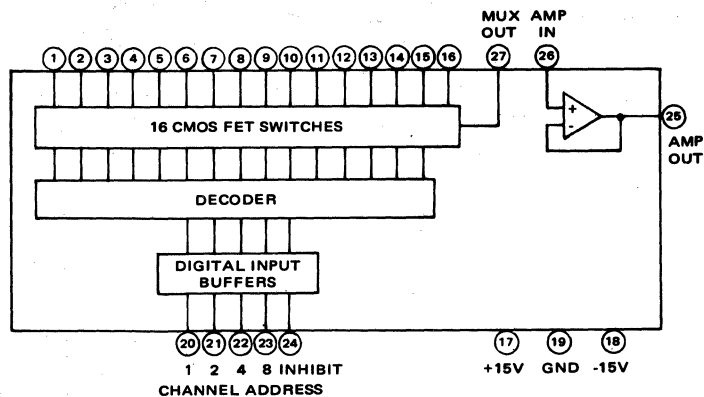 MUX AMP
OUT IN
1 2 3 4 5 6 7 8 9 10 11 12 13 14 15 16 27 26
16 CMOS FET SWITCHES
+
-
25
AMP
OUT
DECODER
DIGITAL INPUT
BUFFERS
20 21 22 23 24 17 19 18
1 2 4 8 INHIBIT +15V GND -15V
CHANNEL ADDRESS